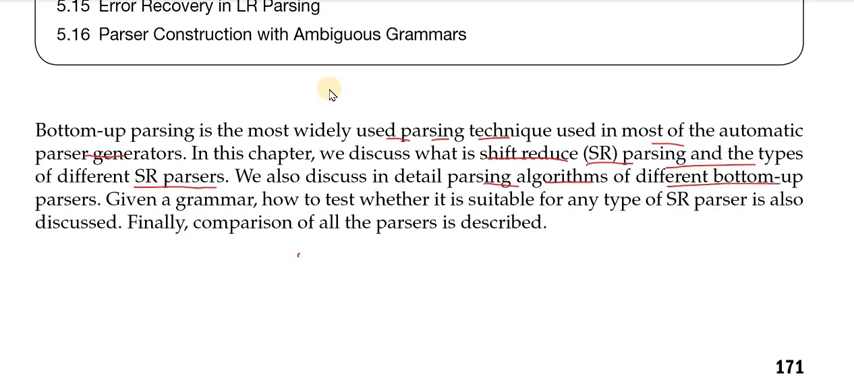 5.15 Error Recovery in LR Parsing
5.16 Parser Construction with Ambiguous Grammars
Bottom-up parsing is the most widely used parsing technique used in most of the automatic
parser generators. In this chapter, we discuss what is shift reduce (SR) parsing and the types
of different SR parsers. We also discuss in detail parsing algorithms of different bottom-up
parsers. Given a grammar, how to test whether it is suitable for any type of SR parser is also
discussed. Finally, comparison of all the parsers is described.
171